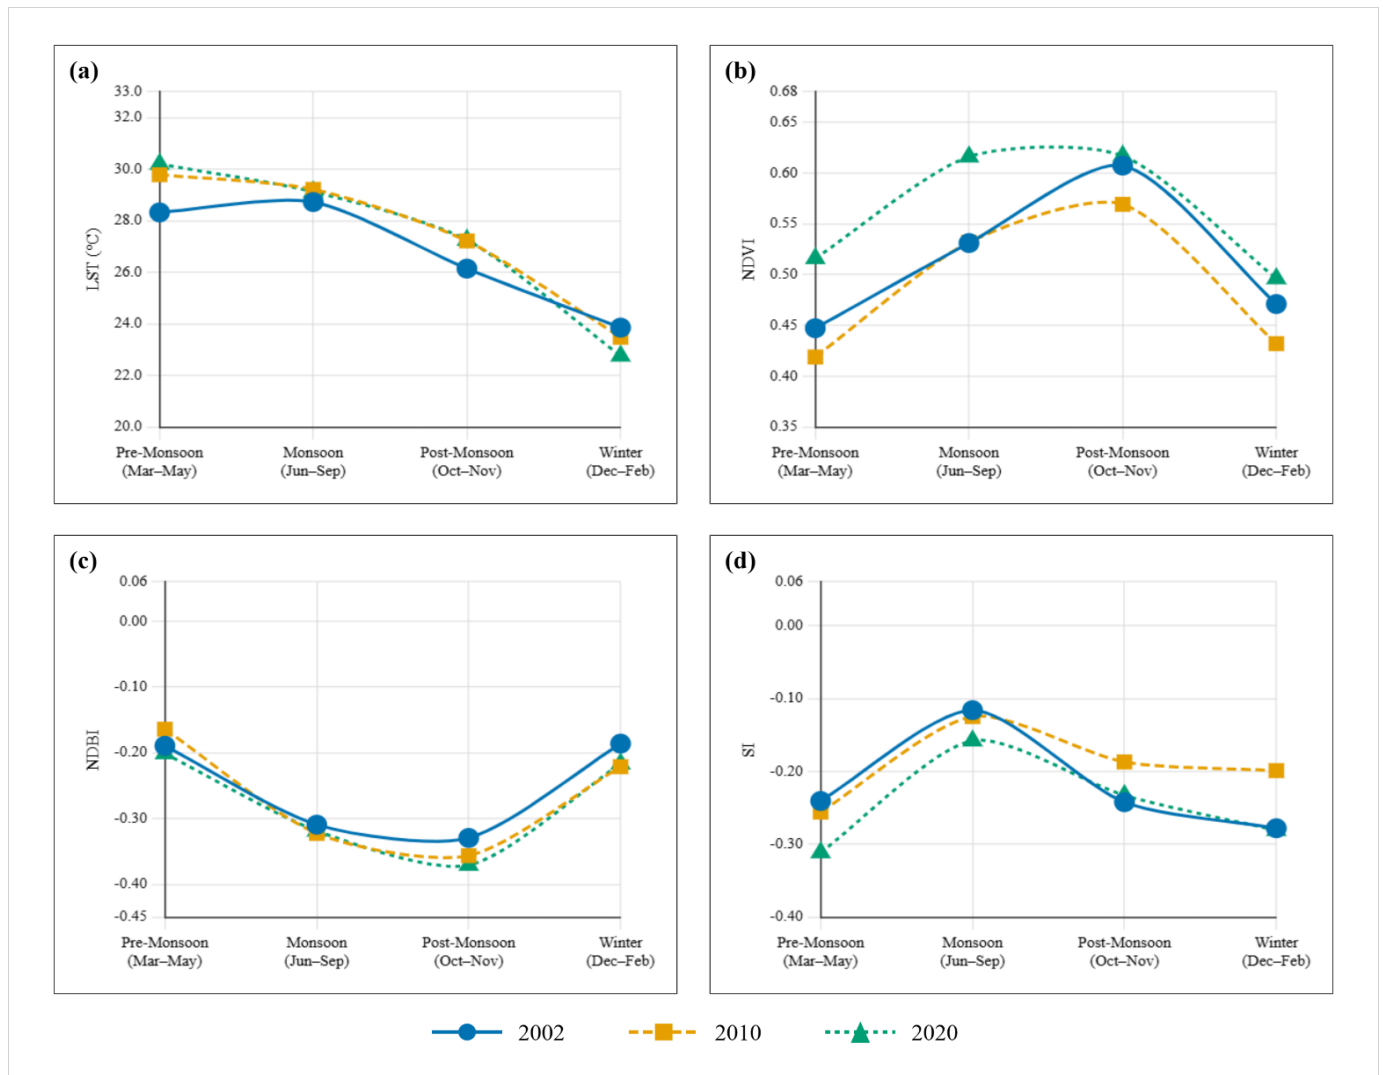 (a)
33.0
32.0
30.0
28.0
26.0
24.0
22.0
20.0
LST (°C)
Pre-Monsoon
(Mar–May)
Monsoon
(Jun–Sep)
Post-Monsoon
(Oct–Nov)
Winter
(Dec–Feb)
(b)
0.68
0.65
0.60
0.55
0.50
0.45
0.40
0.35
NDVI
Pre-Monsoon
(Mar–May)
Monsoon
(Jun–Sep)
Post-Monsoon
(Oct–Nov)
Winter
(Dec–Feb)
(c)
0.06
0.00
-0.10
-0.20
-0.30
-0.40
-0.45
NDBI
Pre-Monsoon
(Mar–May)
Monsoon
(Jun–Sep)
Post-Monsoon
(Oct–Nov)
Winter
(Dec–Feb)
(d)
0.06
0.00
-0.10
-0.20
-0.30
-0.40
SI
Pre-Monsoon
(Mar–May)
Monsoon
(Jun–Sep)
Post-Monsoon
(Oct–Nov)
Winter
(Dec–Feb)
2002
2010
2020